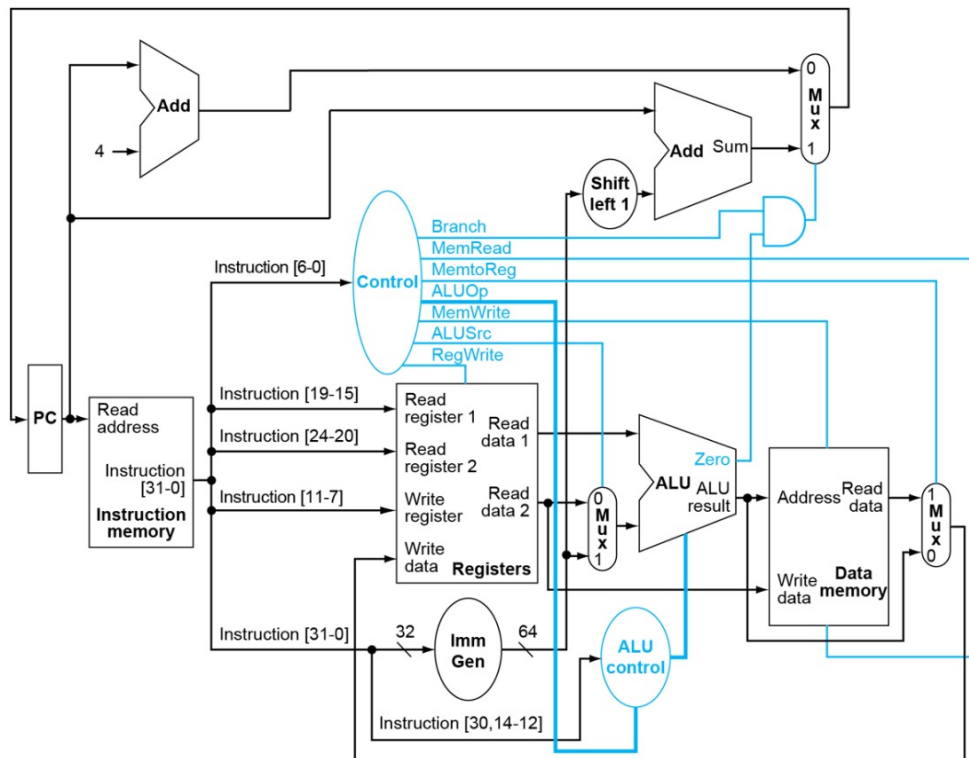 Add
4
Add Sum
Shift
left 1
0
Mux
1
Branch
MemRead
MemtoReg
ALUOp
MemWrite
ALUSrc
RegWrite
Control
Instruction [6-0]
Instruction [19-15]
Instruction [24-20]
Instruction [11-7]
Instruction [31-0]
PC
Read
address
Instruction
[31-0]
Instruction
memory
Read
register 1
Read
register 2
Write
register
Write
data
Read
data 1
Read
data 2
Registers
0
Mux
1
Zero
ALU
ALU
result
Address
Read
data
Write
data
Data
memory
1
Mux
0
32
Imm
Gen
64
ALU
control
Instruction [30,14-12]